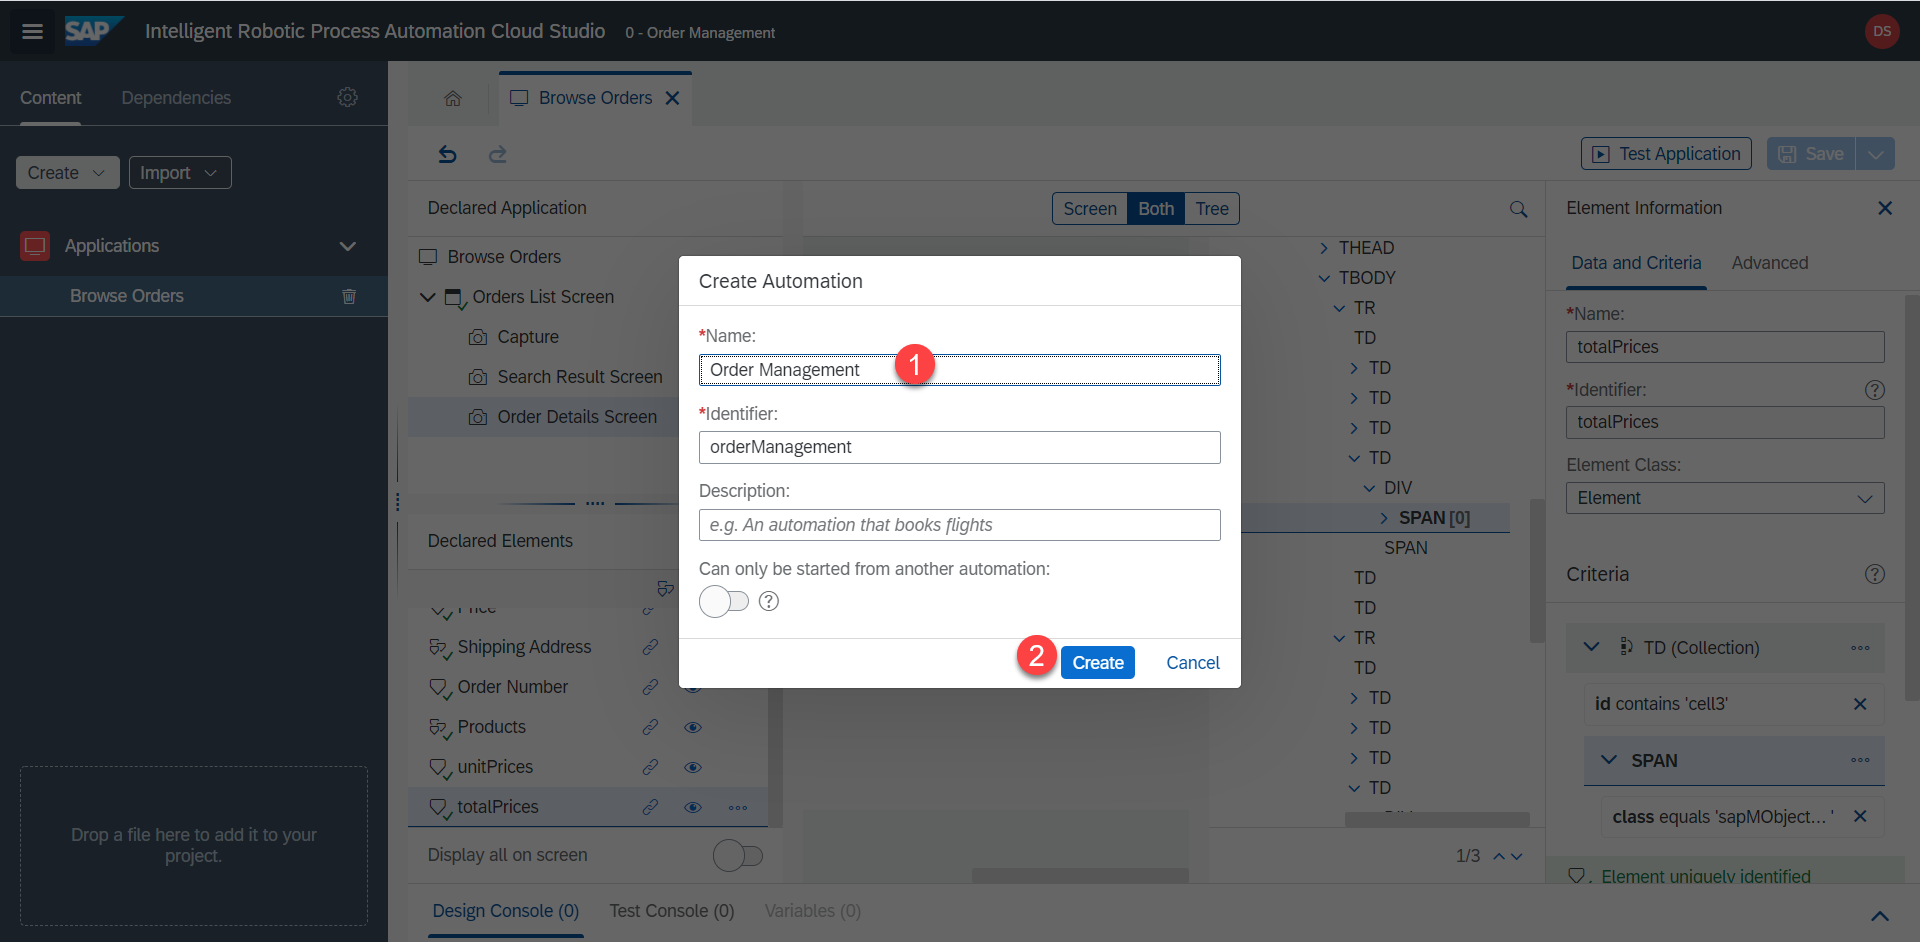 SAP Intelligent Robotic Process Automation Cloud Studio 0 - Order Management DS
Content Dependencies
Browse Orders
Create Import
Test Application Save
Applications
Browse Orders
Drop a file here to add it to your
project.
Declared Application
Screen Both Tree
Browse Orders
Orders List Screen
Capture
Search Result Screen
Order Details Screen
Declared Elements
Price
Shipping Address
Order Number
Products
unitPrices
totalPrices
Display all on screen
Create Automation
*Name:
Order Management
1
*Identifier:
orderManagement
Description:
e.g. An automation that books flights
Can only be started from another automation:
?
2
Create Cancel
THEAD
TBODY
TR
TD
TD
TD
TD
TD
DIV
SPAN [0]
SPAN
TD
TD
TR
TD
TD
TD
TD
TD
1/3
Element Information
Data and Criteria Advanced
*Name:
totalPrices
*Identifier: ?
totalPrices
Element Class:
Element
Criteria ?
TD (Collection)
id contains 'cell3'
SPAN
class equals 'sapMObject... '
Element uniquely identified
Design Console (0) Test Console (0) Variables (0)